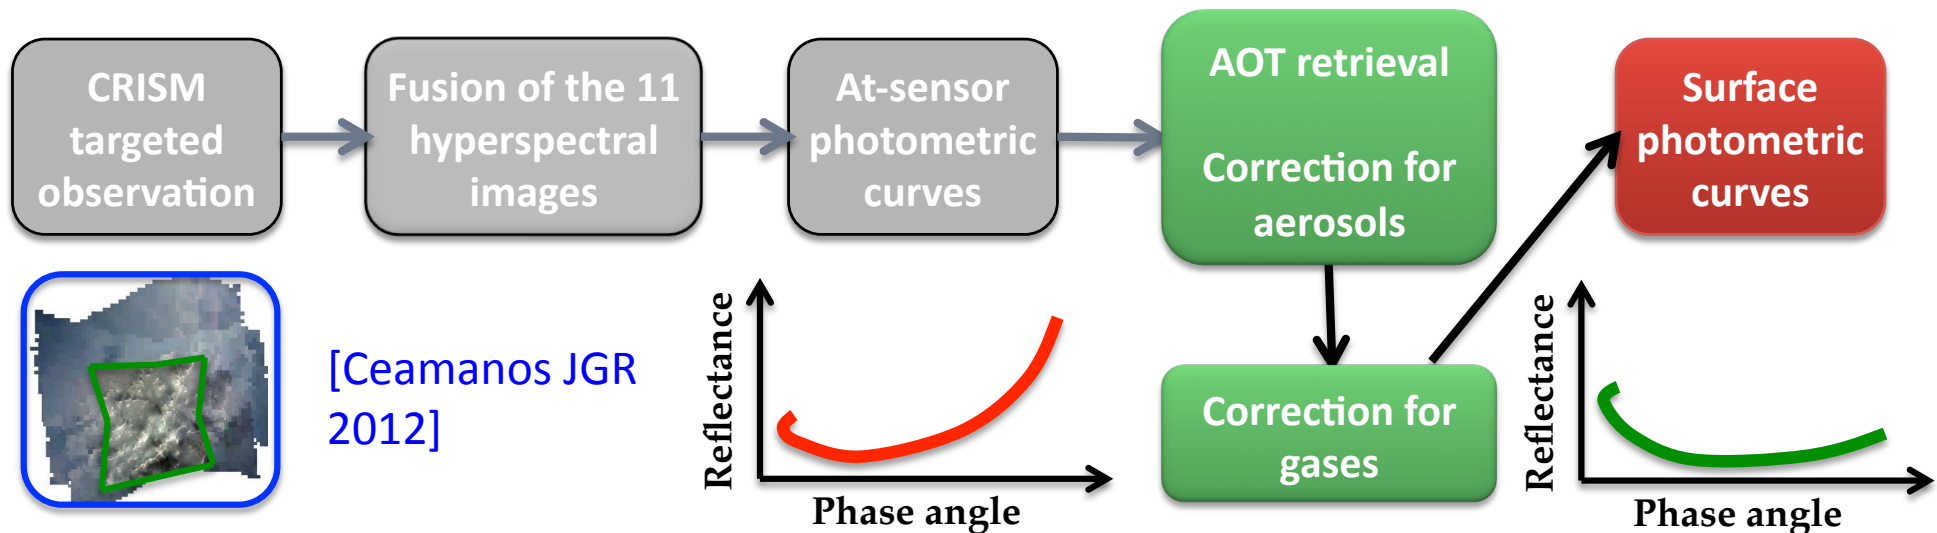 CRISM
targeted
observation
Fusion of the 11
hyperspectral
images
At-sensor
photometric
curves
AOT retrieval
Correction for
aerosols
Surface
photometric
curves
[Ceamanos JGR
2012]
Reflectance
Phase angle
Correction for
gases
Reflectance
Phase angle